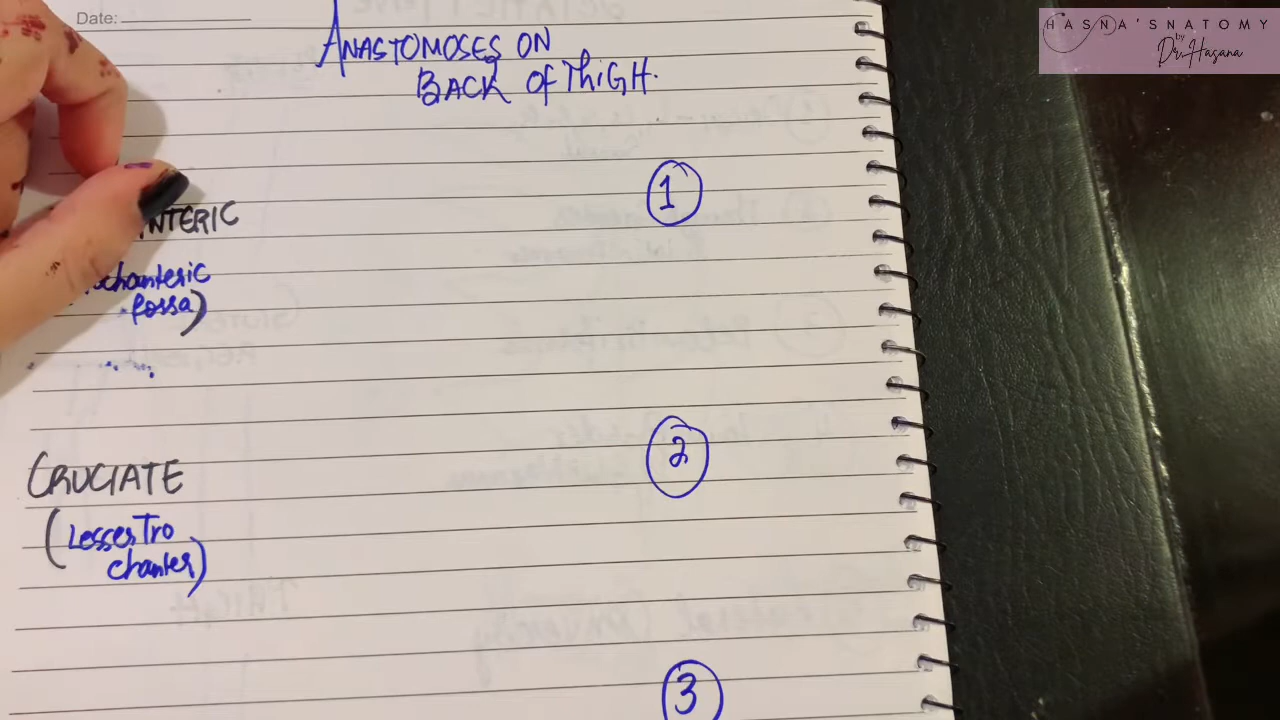 Date:
HASNA'SNATOMY
by
Dr.Hasana
ANASTOMOSES ON
BACK Of THiGH.
1
NTERIC
chanteric
fossa)
2
CRUCIATE
(Lesser Tro
chanter)
3